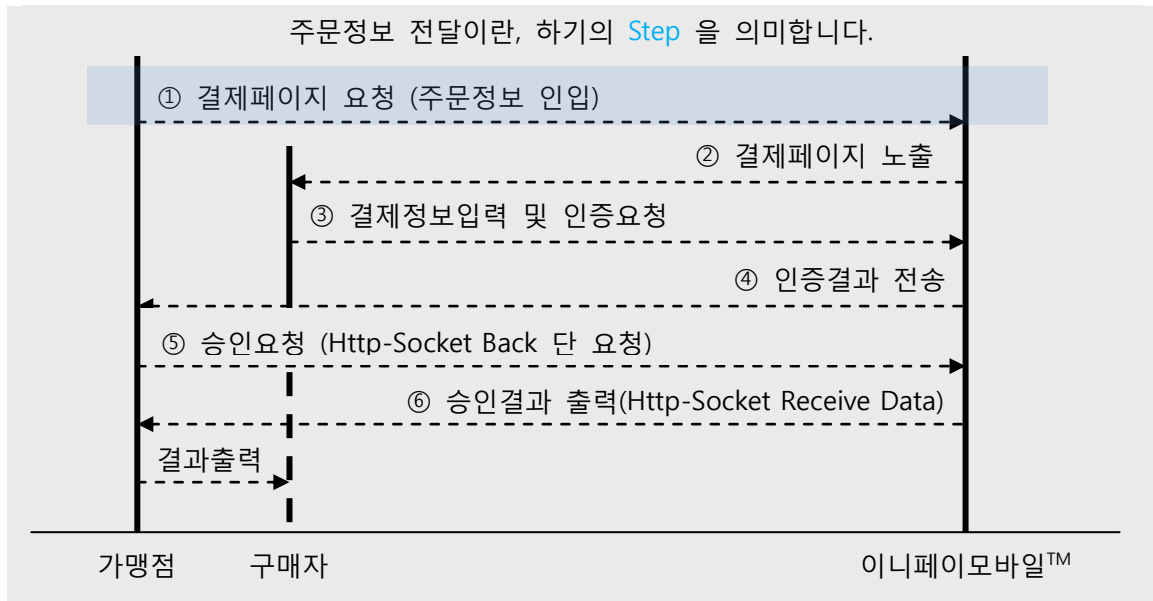 주문정보 전달이란, 하기의 Step 을 의미합니다.
① 결제페이지 요청 (주문정보 인입)
② 결제페이지 노출
③ 결제정보입력 및 인증요청
④ 인증결과 전송
⑤ 승인요청 (Http-Socket Back 단 요청)
⑥ 승인결과 출력(Http-Socket Receive Data)
결과출력
가맹점 구매자 이니페이모바일TM